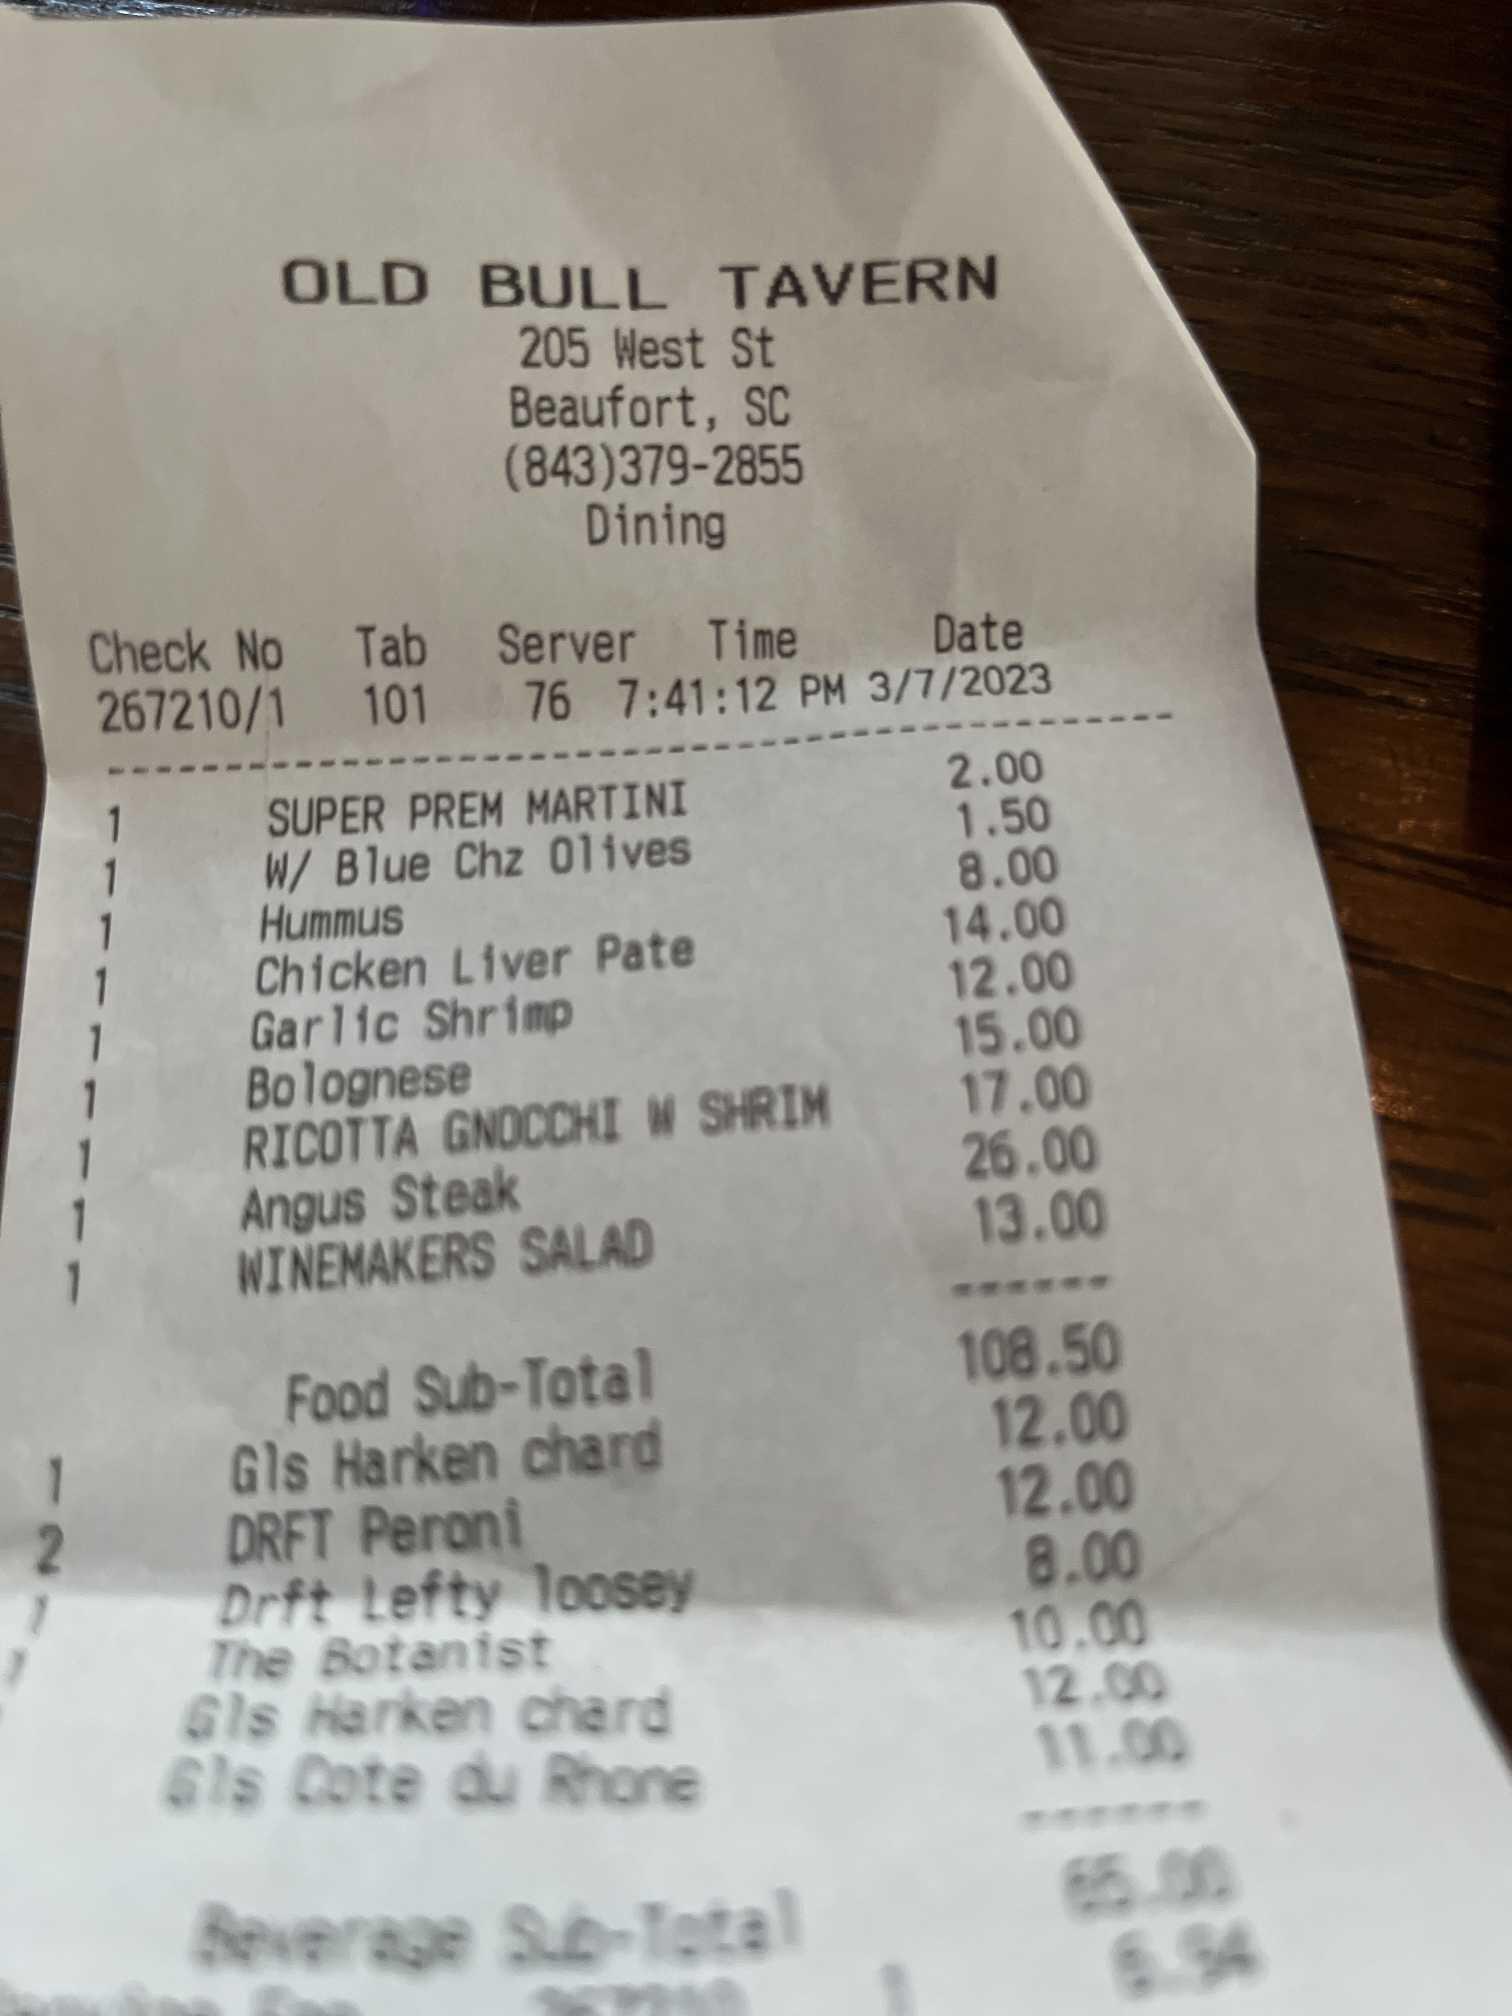 OLD BULL TAVERN
205 West St
Beaufort, SC
(843)379-2855
Dining
Check No Tab Server Time Date
267210/1 101 76 7:41:12 PM 3/7/2023
1 SUPER PREM MARTINI 2.00
1 W/ Blue Chz Olives 1.50
1 Hummus 8.00
1 Chicken Liver Pate 14.00
1 Garlic Shrimp 12.00
1 Bolognese 15.00
1 RICOTTA GNOCCHI W SHRIM 17.00
1 Angus Steak 26.00
1 WINEMAKERS SALAD 13.00
Food Sub-Total 108.50
1 Gls Harken chard 12.00
2 DRFT Peroni 12.00
1 Drft Lefty loosey 8.00
1 The Botanist 10.00
Gls Harken chard 12.00
Gls Cote du Rhone 11.00
Beverage Sub-Total 65.00
Fee 267210 1 6.94